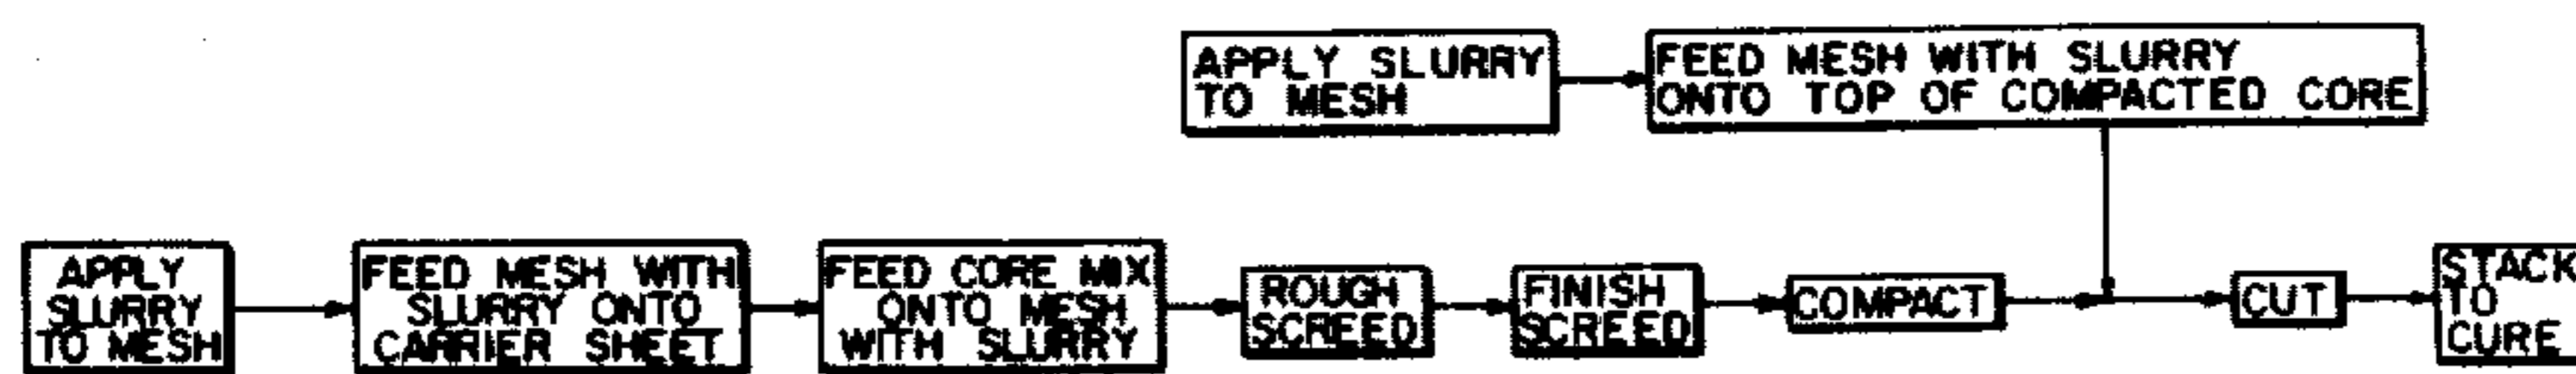 APPLY SLURRY
TO MESH
FEED MESH WITH SLURRY
ONTO TOP OF COMPACTED CORE
APPLY
SLURRY
TO MESH
FEED MESH WITH
SLURRY ONTO
CARRIER SHEET
FEED CORE MIX
ONTO MESH
WITH SLURRY
ROUGH
SCREED
FINISH
SCREED
COMPACT
CUT
STACK
TO
CURE